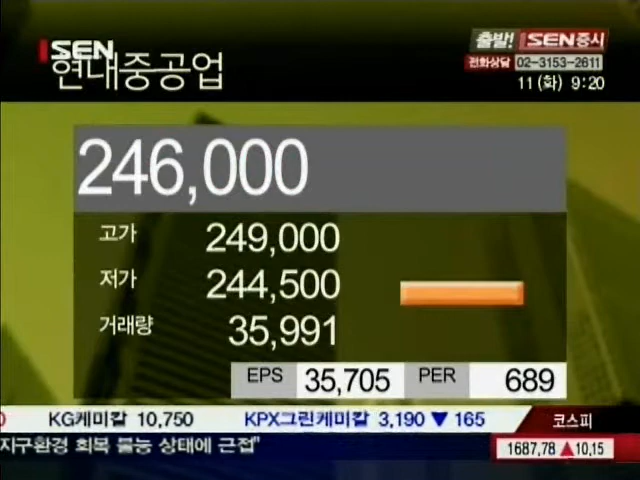 SEN
현대중공업
출발! SEN증시
전화상담 02-3153-2611
11(화) 9:20
246,000
고가 249,000
저가 244,500
거래량 35,991
EPS 35,705 PER 689
KG케미칼 10,750 KPX그린케미칼 3,190 ▼ 165 코스피
지구환경 회복 불능 상태에 근접" 1687,78 ▲10,15